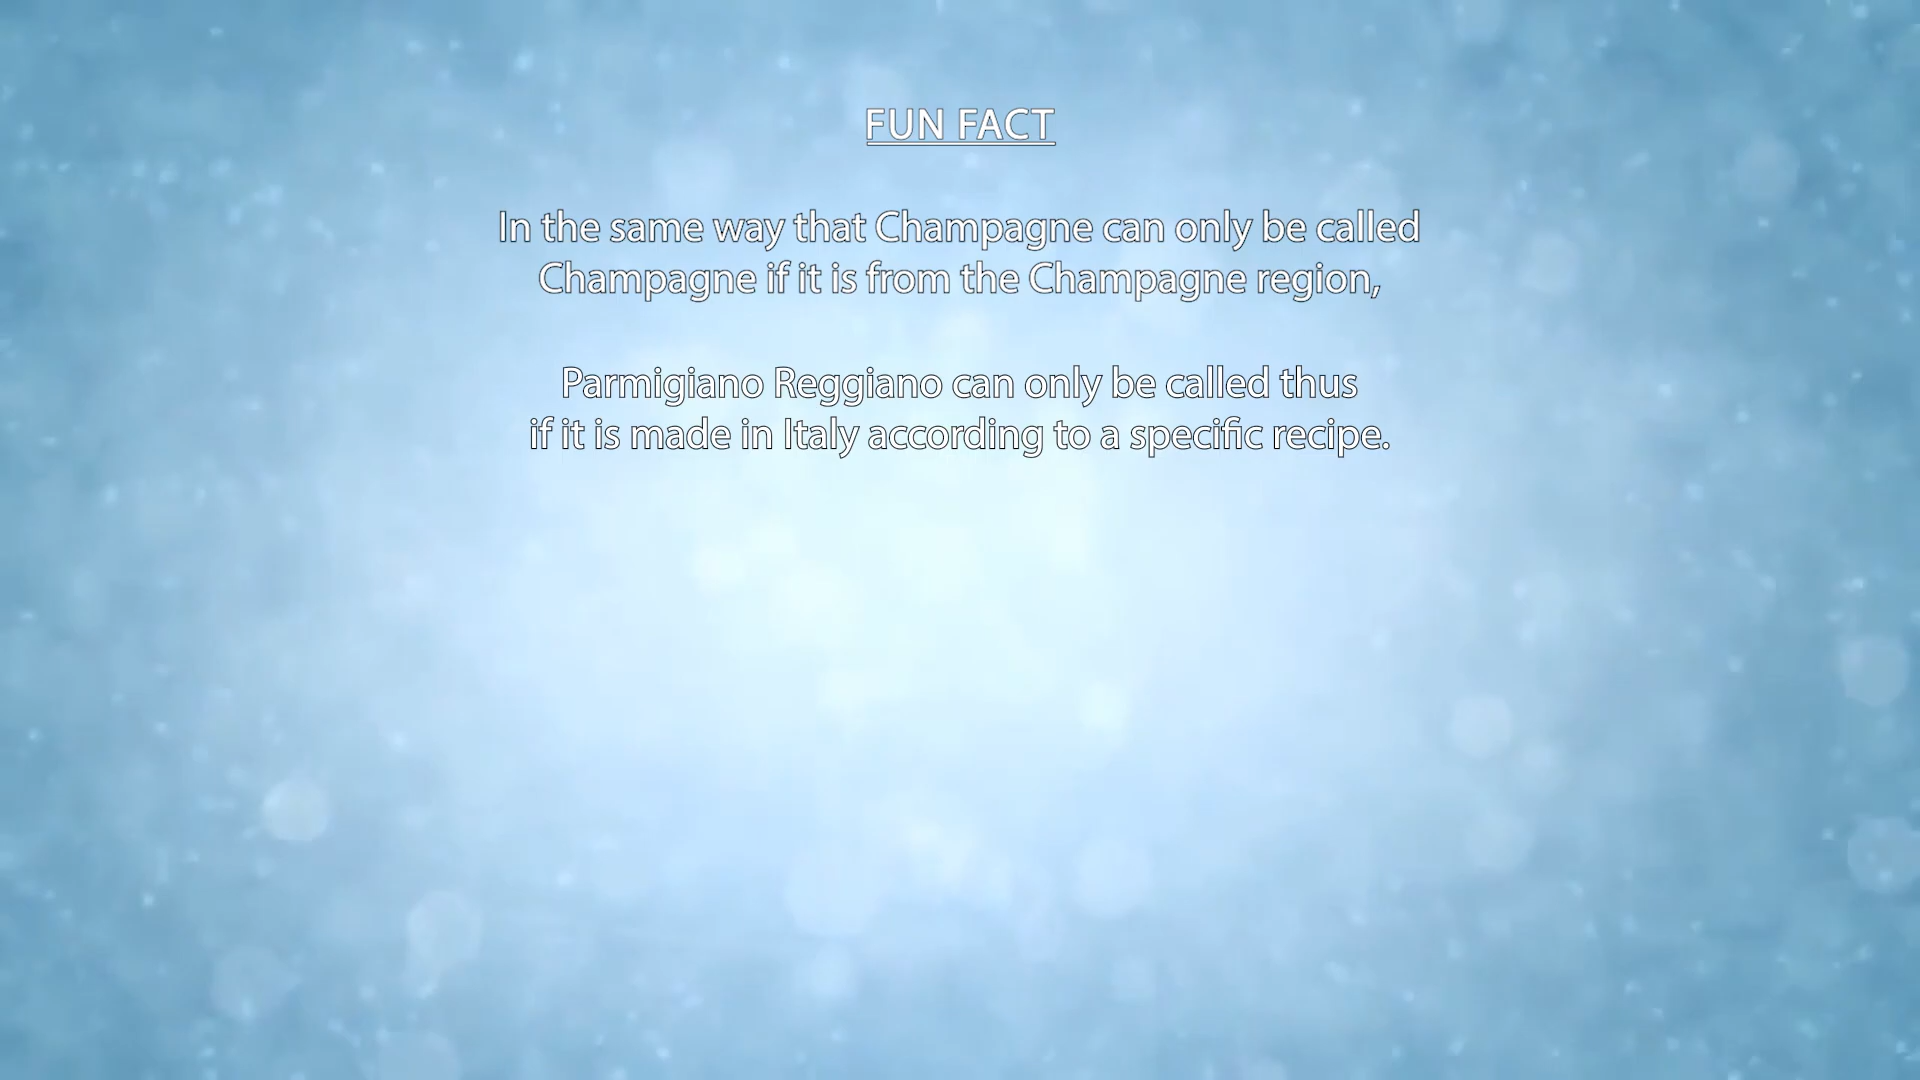 FUN FACT
In the same way that Champagne can only be called
Champagne if it is from the Champagne region,
Parmigiano Reggiano can only be called thus
if it is made in Italy according to a specific recipe.